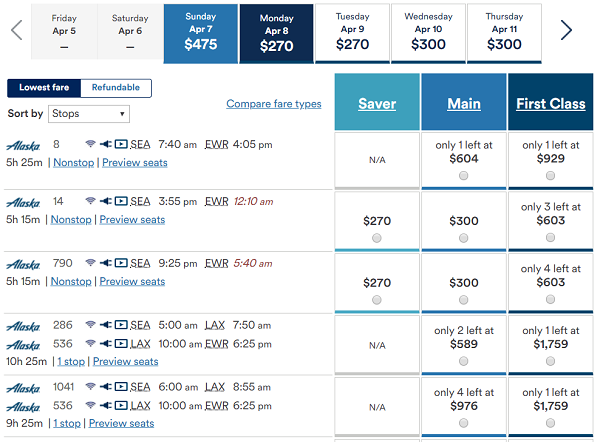 Friday
Apr 5
—
Saturday
Apr 6
—
Sunday
Apr 7
$475
Monday
Apr 8
$270
Tuesday
Apr 9
$270
Wednesday
Apr 10
$300
Thursday
Apr 11
$300
Lowest fare Refundable
Sort by Stops
Compare fare types
Saver Main First Class
Alaska 8 SEA 7:40 am EWR 4:05 pm
5h 25m | Nonstop | Preview seats
N/A
only 1 left at
$604
only 1 left at
$929
Alaska 14 SEA 3:55 pm EWR 12:10 am
5h 15m | Nonstop | Preview seats
$270
$300
only 3 left at
$603
Alaska 790 SEA 9:25 pm EWR 5:40 am
5h 15m | Nonstop | Preview seats
$270
$300
only 4 left at
$603
Alaska 286 SEA 5:00 am LAX 7:50 am
Alaska 536 LAX 10:00 am EWR 6:25 pm
10h 25m | 1 stop | Preview seats
N/A
only 2 left at
$589
only 1 left at
$1,759
Alaska 1041 SEA 6:00 am LAX 8:55 am
Alaska 536 LAX 10:00 am EWR 6:25 pm
9h 25m | 1 stop | Preview seats
N/A
only 4 left at
$976
only 1 left at
$1,759